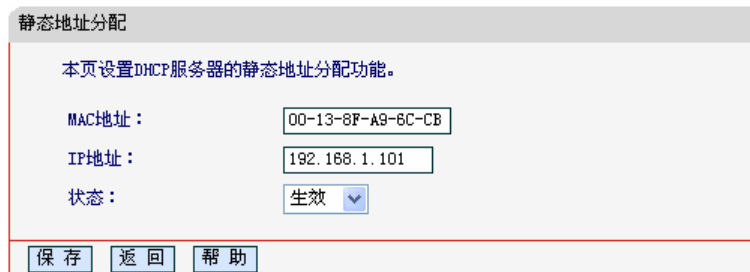 静态地址分配
本页设置DHCP服务器的静态地址分配功能。
MAC地址： 00-13-8F-A9-6C-CB
IP地址： 192.168.1.101
状态： 生效
保 存 返 回 帮 助